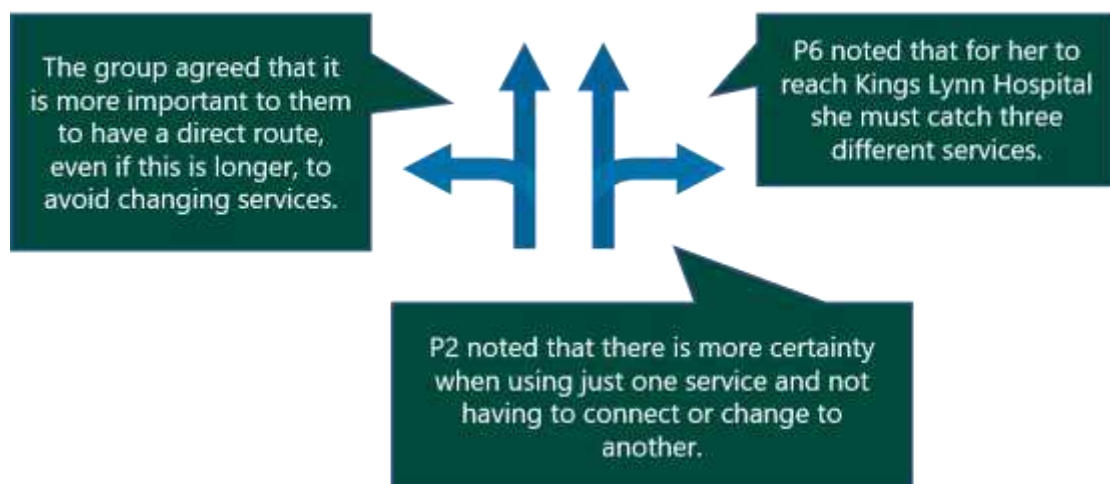 The group agreed that it
is more important to them
to have a direct route,
even if this is longer, to
avoid changing services.
P6 noted that for her to
reach Kings Lynn Hospital
she must catch three
different services.
P2 noted that there is more certainty
when using just one service and not
having to connect or change to
another.